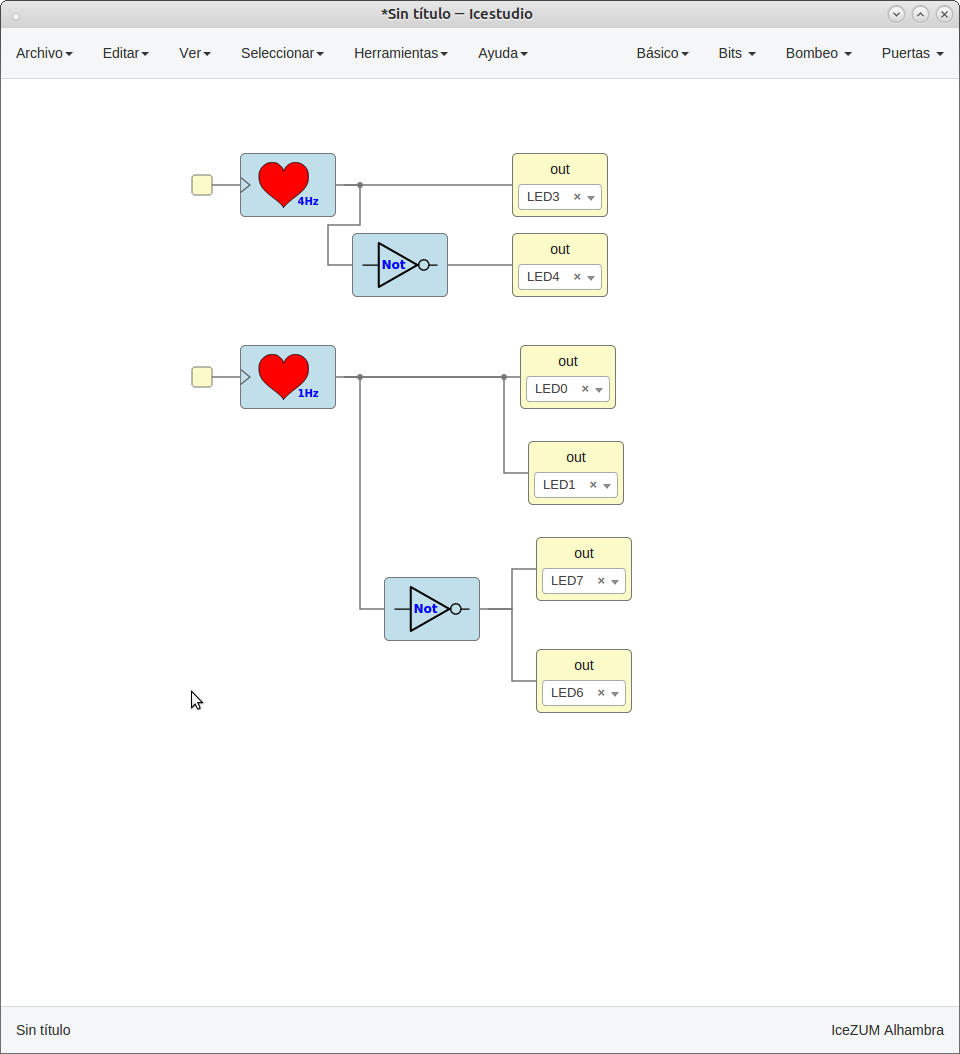 *Sin título — Icestudio
Archivo Editar Ver Seleccionar Herramientas Ayuda Básico Bits Bombeo Puertas
4Hz
out
LED3 ×
Not
out
LED4 ×
1Hz
out
LED0 ×
out
LED1 ×
out
LED7 ×
Not
out
LED6 ×
Sin título IceZUM Alhambra